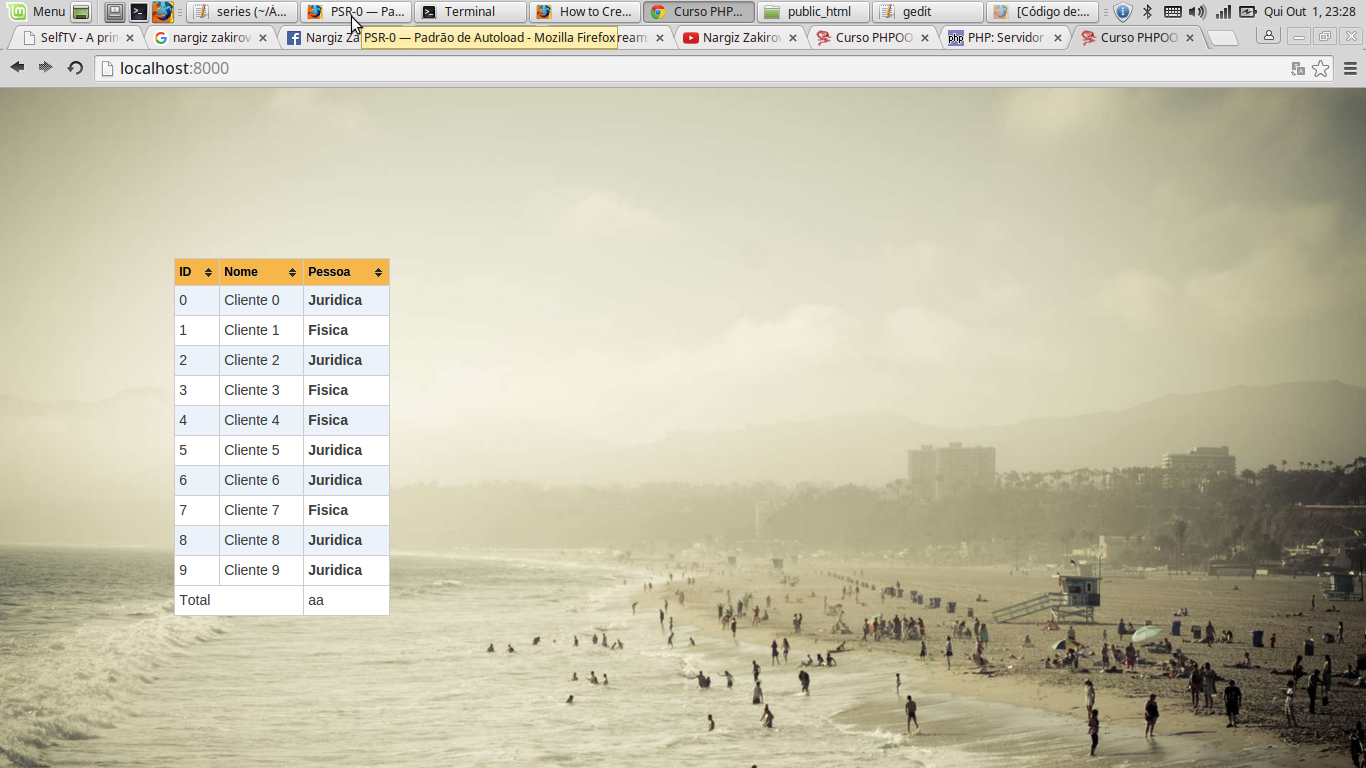 Menu series (~/Á... PSR-0 — Pa... Terminal How to Cre... Curso PHP... public_html gedit [Código de:... Qui Out 1, 23:28
SelfTV - A prin nargiz zakirov Nargiz Za ream Nargiz Zakirov Curso PHPOO PHP: Servidor Curso PHPOO
PSR-0 — Padrão de Autoload - Mozilla Firefox
localhost:8000
ID Nome Pessoa
0 Cliente 0 Juridica
1 Cliente 1 Fisica
2 Cliente 2 Juridica
3 Cliente 3 Fisica
4 Cliente 4 Fisica
5 Cliente 5 Juridica
6 Cliente 6 Juridica
7 Cliente 7 Fisica
8 Cliente 8 Juridica
9 Cliente 9 Juridica
Total aa